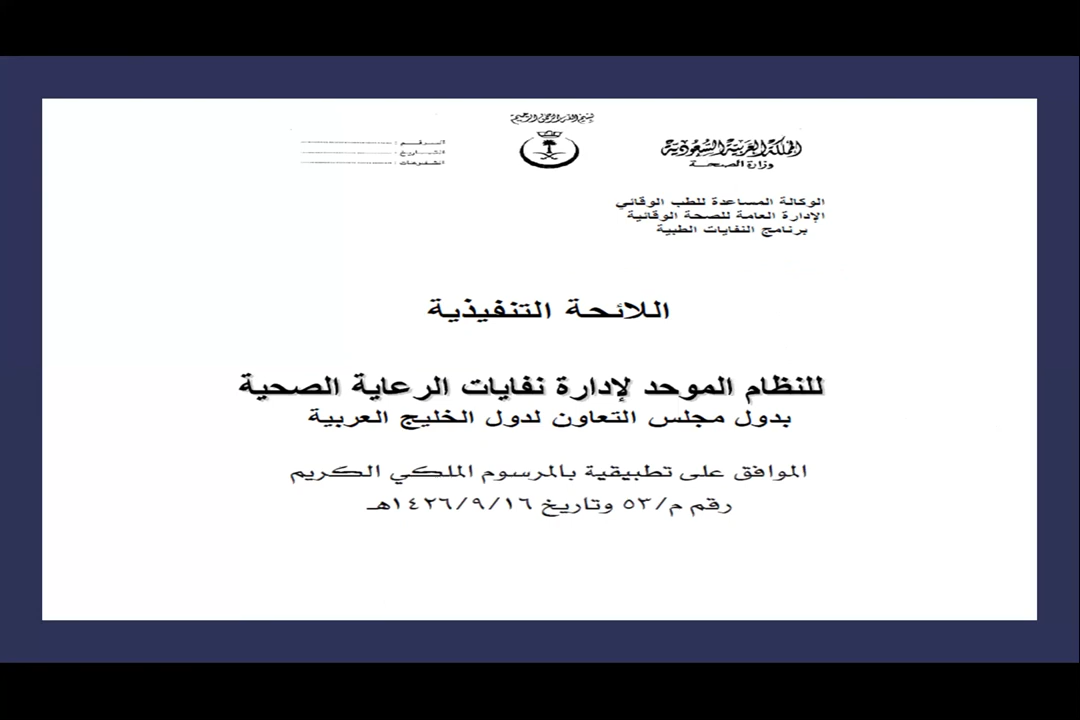 بسم الله الرحمن الرحيم
المملكة العربية السعودية
وزارة الصحة
الرقم :
التاريخ :
المشفوعات :
الوكالة المساعدة للطب الوقائي
الإدارة العامة للصحة الوقائية
برنامج النفايات الطبية
اللائحة التنفيذية
للنظام الموحد لإدارة نفايات الرعاية الصحية
بدول مجلس التعاون لدول الخليج العربية
الموافق على تطبيقية بالمرسوم الملكي الكريم
رقم م/٥٣ وتاريخ ١٤٢٦/٩/١٦هـ